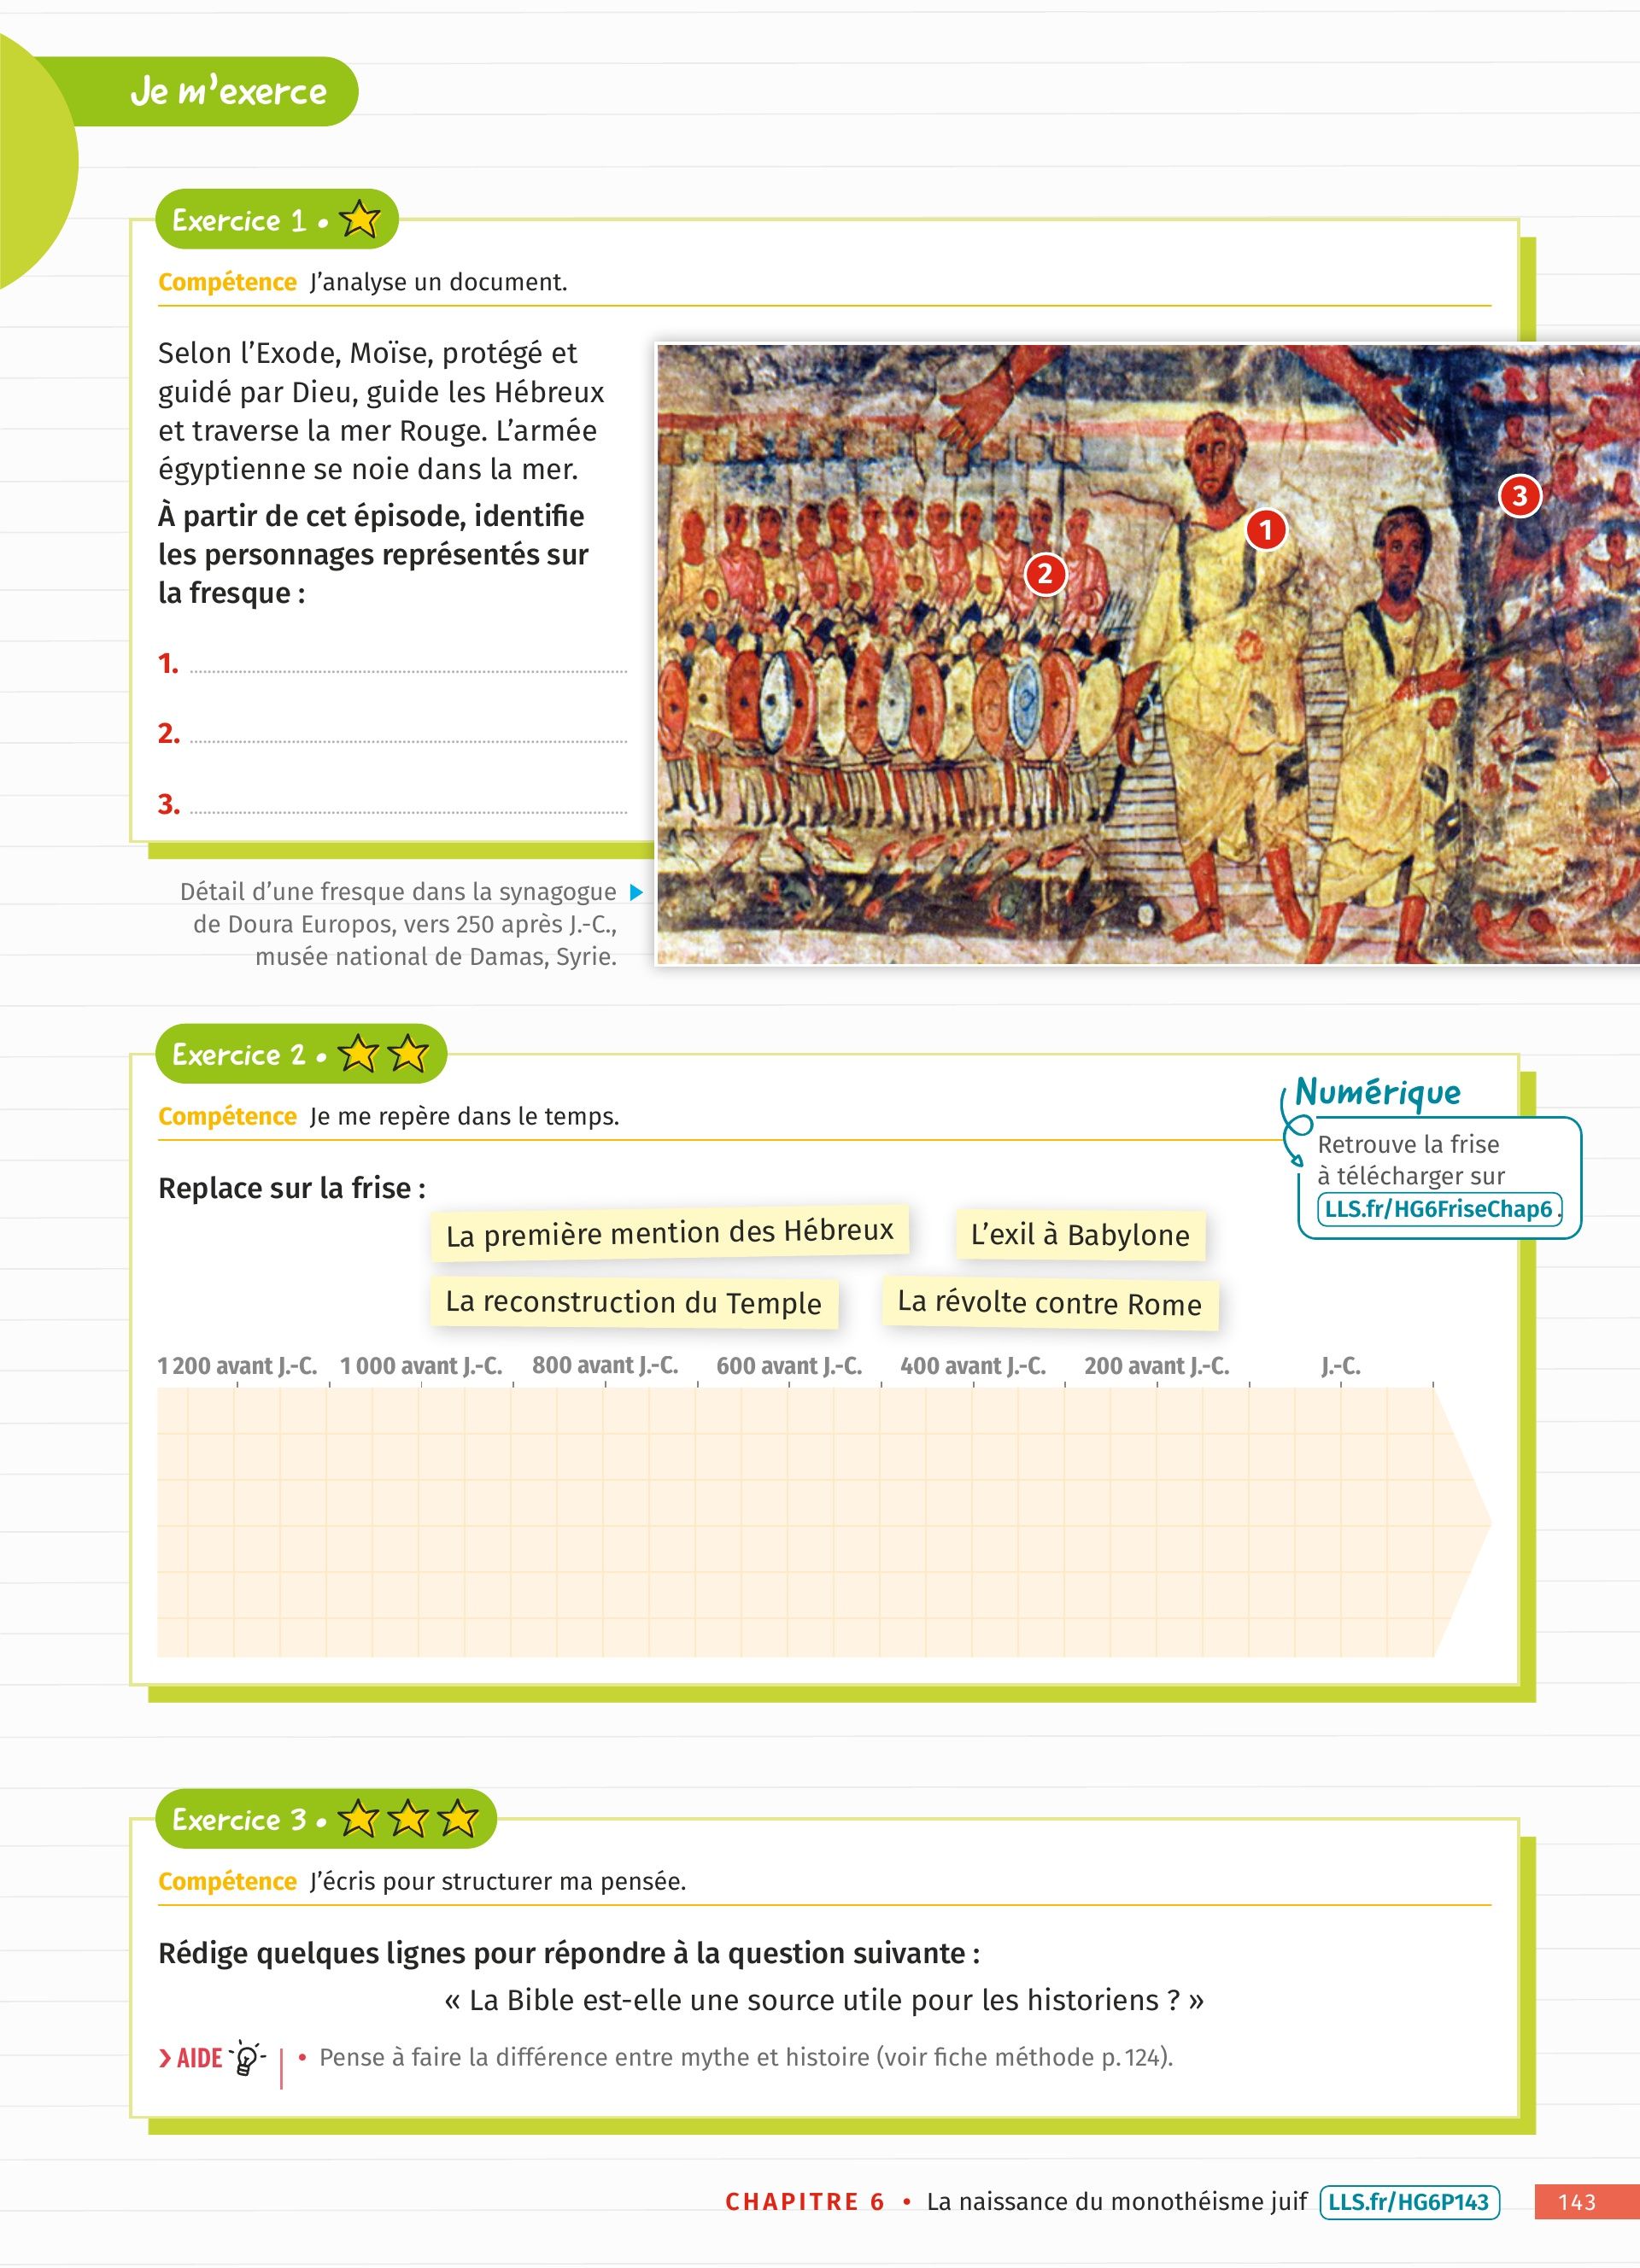 Je m'exerce
Exercice 1 •
Compétence J'analyse un document.
Selon l'Exode, Moïse, protégé et
guidé par Dieu, guide les Hébreux
et traverse la mer Rouge. L'armée
égyptienne se noie dans la mer.
À partir de cet épisode, identifie
les personnages représentés sur
la fresque :
1.
2.
3.
1
2
3
Détail d'une fresque dans la synagogue
de Doura Europos, vers 250 après J.-C.,
musée national de Damas, Syrie.
Exercice 2 •
Compétence Je me repère dans le temps.
Numérique
Retrouve la frise
à télécharger sur
LLS.fr/HG6FriseChap6.
Replace sur la frise :
La première mention des Hébreux
L'exil à Babylone
La reconstruction du Temple
La révolte contre Rome
1 200 avant J.-C. 1 000 avant J.-C. 800 avant J.-C. 600 avant J.-C. 400 avant J.-C. 200 avant J.-C. J.-C.
Exercice 3 •
Compétence J'écris pour structurer ma pensée.
Rédige quelques lignes pour répondre à la question suivante :
« La Bible est-elle une source utile pour les historiens ? »
AIDE • Pense à faire la différence entre mythe et histoire (voir fiche méthode p. 124).
CHAPITRE 6 • La naissance du monothéisme juif LLS.fr/HG6P143 143